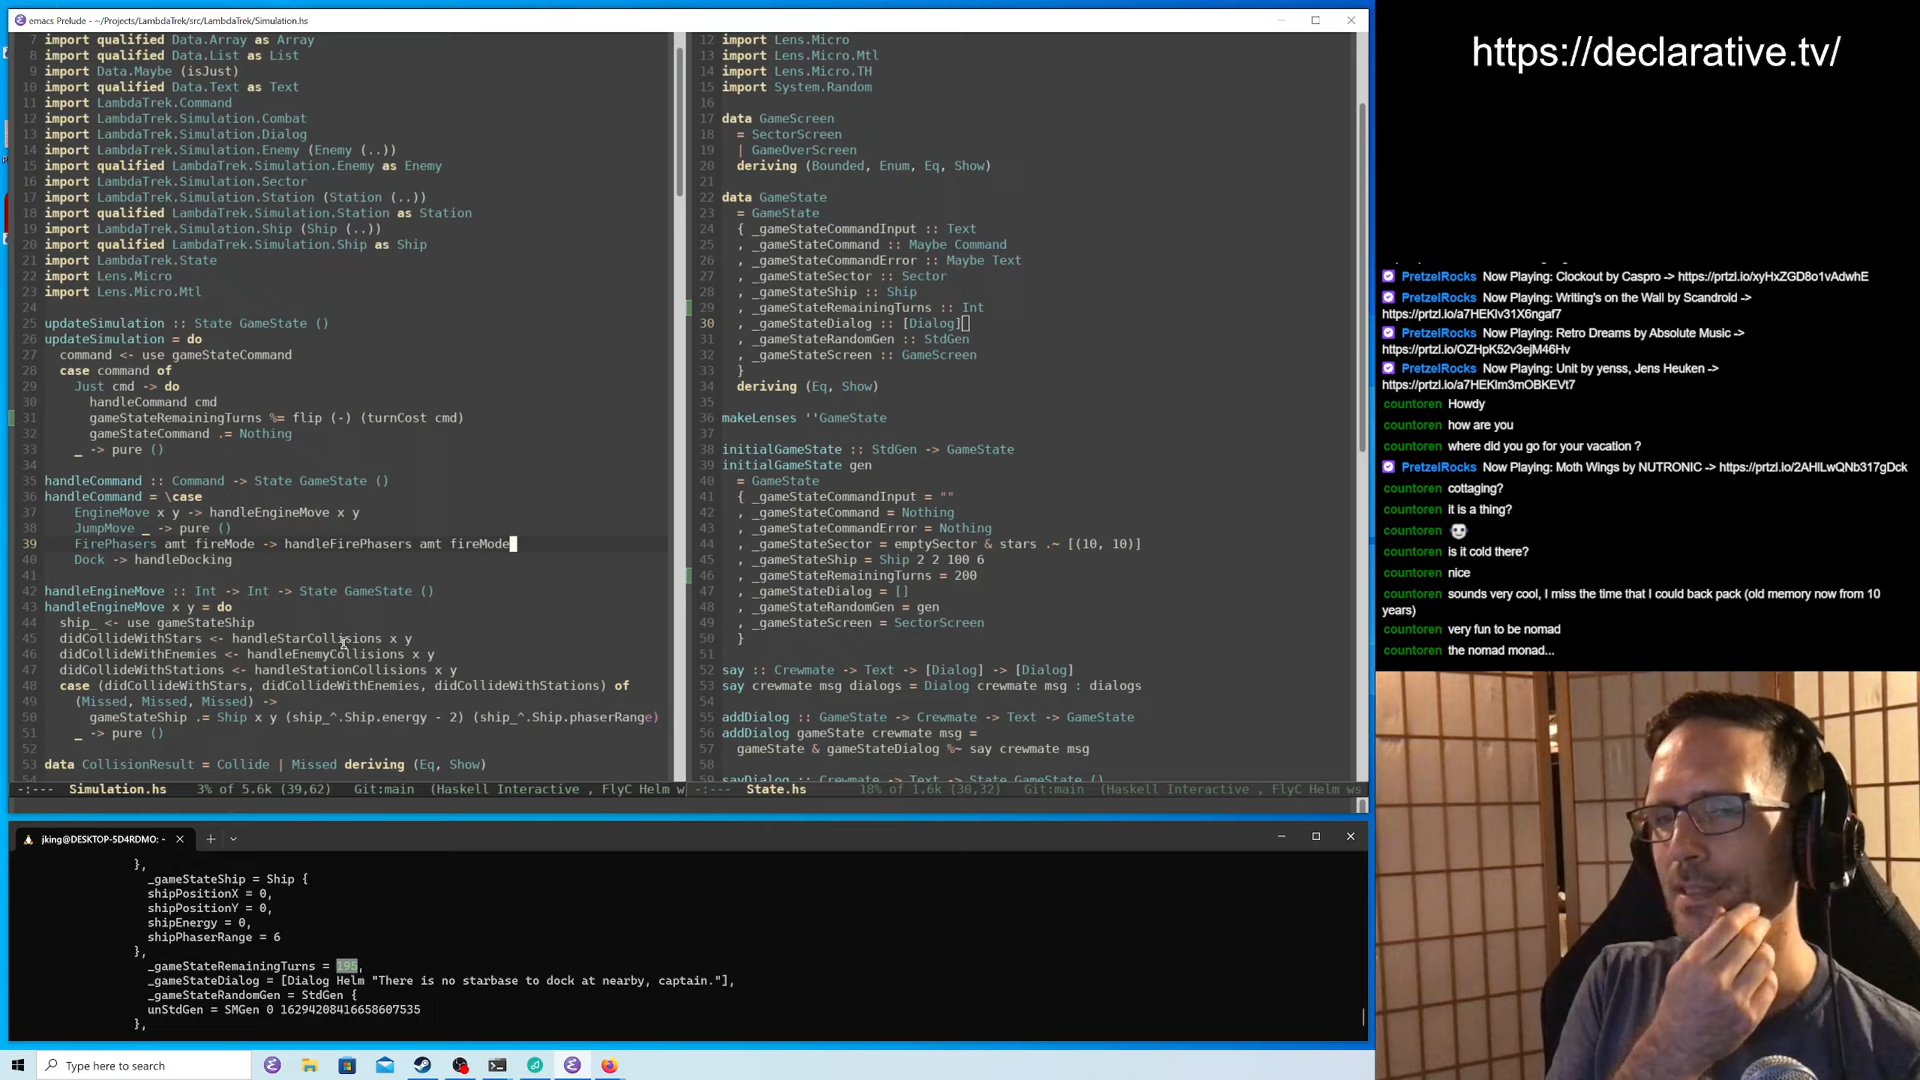 emacs Prelude - ~/Projects/LambdaTrek/src/LambdaTrek/Simulation.hs
7 import qualified Data.Array as Array
8 import qualified Data.List as List
9 import Data.Maybe (isJust)
10 import qualified Data.Text as Text
11 import LambdaTrek.Command
12 import LambdaTrek.Simulation.Combat
13 import LambdaTrek.Simulation.Dialog
14 import LambdaTrek.Simulation.Enemy (Enemy (..))
15 import qualified LambdaTrek.Simulation.Enemy as Enemy
16 import LambdaTrek.Simulation.Sector
17 import LambdaTrek.Simulation.Station (Station (..))
18 import qualified LambdaTrek.Simulation.Station as Station
19 import LambdaTrek.Simulation.Ship (Ship (..))
20 import qualified LambdaTrek.Simulation.Ship as Ship
21 import LambdaTrek.State
22 import Lens.Micro
23 import Lens.Micro.Mtl
24
25 updateSimulation :: State GameState ()
26 updateSimulation = do
27 command <- use gameStateCommand
28 case command of
29 Just cmd -> do
30 handleCommand cmd
31 gameStateRemainingTurns %= flip (-) (turnCost cmd)
32 gameStateCommand .= Nothing
33 _ -> pure ()
34
35 handleCommand :: Command -> State GameState ()
36 handleCommand = \case
37 EngineMove x y -> handleEngineMove x y
38 JumpMove _ -> pure ()
39 FirePhasers amt fireMode -> handleFirePhasers amt fireMode
40 Dock -> handleDocking
41
42 handleEngineMove :: Int -> Int -> State GameState ()
43 handleEngineMove x y = do
44 ship_ <- use gameStateShip
45 didCollideWithStars <- handleStarCollisions x y
46 didCollideWithEnemies <- handleEnemyCollisions x y
47 didCollideWithStations <- handleStationCollisions x y
48 case (didCollideWithStars, didCollideWithEnemies, didCollideWithStations) of
49 (Missed, Missed, Missed) ->
50 gameStateShip .= Ship x y (ship_^.Ship.energy - 2) (ship_^.Ship.phaserRange)
51 _ -> pure ()
52
53 data CollisionResult = Collide | Missed deriving (Eq, Show)
-:--- Simulation.hs 3% of 5.6k (39,62) Git:main (Haskell Interactive , FlyC Helm w
12 import Lens.Micro
13 import Lens.Micro.Mtl
14 import Lens.Micro.TH
15 import System.Random
16
17 data GameScreen
18 = SectorScreen
19 | GameOverScreen
20 deriving (Bounded, Enum, Eq, Show)
21
22 data GameState
23 = GameState
24 { _gameStateCommandInput :: Text
25 , _gameStateCommand :: Maybe Command
26 , _gameStateCommandError :: Maybe Text
27 , _gameStateSector :: Sector
28 , _gameStateShip :: Ship
29 , _gameStateRemainingTurns :: Int
30 , _gameStateDialog :: [Dialog]
31 , _gameStateRandomGen :: StdGen
32 , _gameStateScreen :: GameScreen
33 }
34 deriving (Eq, Show)
35
36 makeLenses ''GameState
37
38 initialGameState :: StdGen -> GameState
39 initialGameState gen
40 = GameState
41 { _gameStateCommandInput = ""
42 , _gameStateCommand = Nothing
43 , _gameStateCommandError = Nothing
44 , _gameStateSector = emptySector & stars .~ [(10, 10)]
45 , _gameStateShip = Ship 2 2 100 6
46 , _gameStateRemainingTurns = 200
47 , _gameStateDialog = []
48 , _gameStateRandomGen = gen
49 , _gameStateScreen = SectorScreen
50 }
51
52 say :: Crewmate -> Text -> [Dialog] -> [Dialog]
53 say crewmate msg dialogs = Dialog crewmate msg : dialogs
54
55 addDialog :: GameState -> Crewmate -> Text -> GameState
56 addDialog gameState crewmate msg =
57 gameState & gameStateDialog %~ say crewmate msg
58
59 sayDialog :: Crewmate -> Text -> State GameState ()
-:--- State.hs 18% of 1.6k (30,32) Git:main (Haskell Interactive , FlyC Helm ws
jking@DESKTOP-5D4RDMO: ~
},
_gameStateShip = Ship {
shipPositionX = 0,
shipPositionY = 0,
shipEnergy = 0,
shipPhaserRange = 6
},
_gameStateRemainingTurns = 195,
_gameStateDialog = [Dialog Helm "There is no starbase to dock at nearby, captain."],
_gameStateRandomGen = StdGen {
unStdGen = SMGen 0 16294208416658607535
},
Type here to search
https://declarative.tv/
PretzelRocks Now Playing: Clockout by Caspro -> https://prtzl.io/xyHxZGD8o1vAdwhE
PretzelRocks Now Playing: Writing's on the Wall by Scandroid ->
https://prtzl.io/a7HEKlv31X6ngaf7
PretzelRocks Now Playing: Retro Dreams by Absolute Music ->
https://prtzl.io/OZHpK52v3ejM46Hv
PretzelRocks Now Playing: Unit by yenss, Jens Heuken ->
https://prtzl.io/a7HEKlm3mOBKEVt7
countoren Howdy
countoren how are you
countoren where did you go for your vacation ?
PretzelRocks Now Playing: Moth Wings by NUTRONIC -> https://prtzl.io/2AHlLwQNb317gDck
countoren cottaging?
countoren it is a thing?
countoren
countoren is it cold there?
countoren nice
countoren sounds very cool, I miss the time that I could back pack (old memory now from 10
years)
countoren very fun to be nomad
countoren the nomad monad...